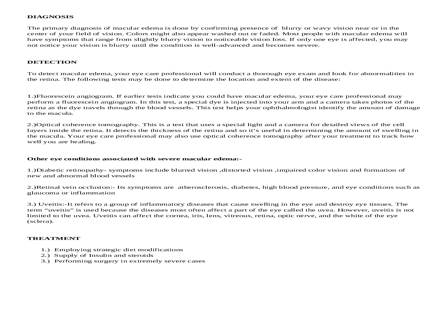 DIAGNOSIS
The primary diagnosis of macular edema is done by confirming presence of  blurry or wavy vision near or in the
center of your field of vision. Colors might also appear washed out or faded. Most people with macular edema will
have symptoms that range from slightly blurry vision to noticeable vision loss. If only one eye is affected, you may
not notice your vision is blurry until the condition is well-advanced and becomes severe.
DETECTION
To detect macular edema, your eye care professional will conduct a thorough eye exam and look for abnormalities in
the retina. The following tests may be done to determine the location and extent of the disease:
1.)Fluorescein angiogram. If earlier tests indicate you could have macular edema, your eye care professional may
perform a fluorescein angiogram. In this test, a special dye is injected into your arm and a camera takes photos of the
retina as the dye travels through the blood vessels. This test helps your ophthalmologist identify the amount of damage
to the macula.
2.)Optical coherence tomography. This is a test that uses a special light and a camera for detailed views of the cell
layers inside the retina. It detects the thickness of the retina and so it's useful in determining the amount of swelling in
the macula. Your eye care professional may also use optical coherence tomography after your treatment to track how
well you are healing.
Other eye conditions associated with severe macular edema:-
1.)Diabetic retinopathy- symptoms include blurred vision ,distorted vision ,impaired color vision and formation of
new and abnormal blood vessels
2.)Retinal vein occlusion:- Its symptoms are  atherosclerosis, diabetes, high blood pressure, and eye conditions such as
glaucoma or inflammation
3.) Uveitis:-It refers to a group of inflammatory diseases that cause swelling in the eye and destroy eye tissues. The
term "uveitis" is used because the diseases most often affect a part of the eye called the uvea. However, uveitis is not
limited to the uvea. Uveitis can affect the cornea, iris, lens, vitreous, retina, optic nerve, and the white of the eye
(sclera).
TREATMENT
1.) Employing strategic diet modifications
2.) Supply of Insulin and steroids
3.) Performing surgery in extremely severe cases